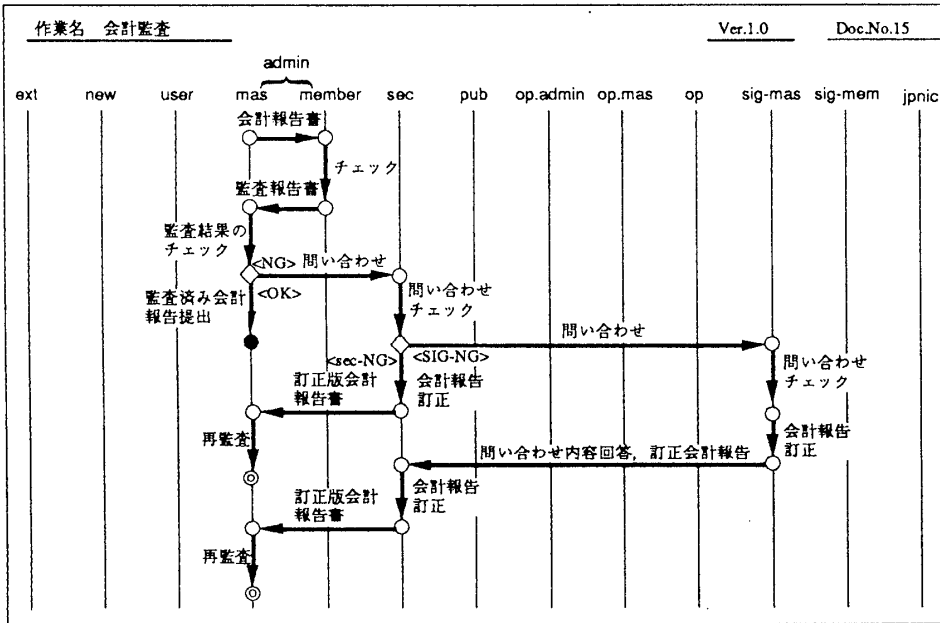 作業名 会計監査
Ver.1.0
Doc.No.15
admin
ext new user mas member sec pub op.admin op.mas op sig-mas sig-mem jpnic
会計報告書
チェック
監査報告書
監査結果の
チェック
<NG> 問い合わせ
<OK>
監査済み会計
報告提出
問い合わせ
チェック
問い合わせ
<sec-NG>
<SIG-NG>
問い合わせ
チェック
訂正版会計
報告書
会計報告
訂正
会計報告
訂正
再監査
問い合わせ内容回答, 訂正会計報告
会計報告
訂正
訂正版会計
報告書
再監査